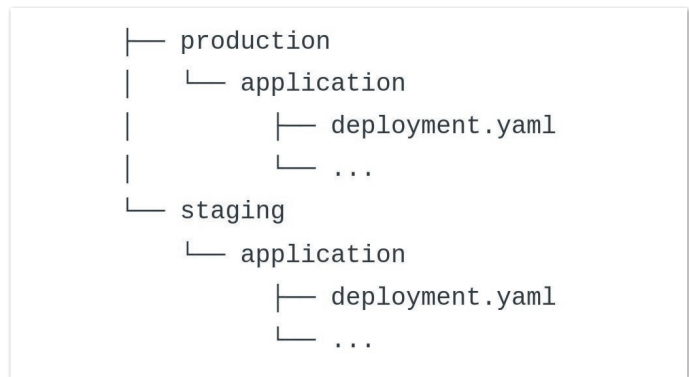 ├── production
│   └── application
│         ├── deployment.yaml
│         └── ...
└── staging
    └── application
          ├── deployment.yaml
          └── ...